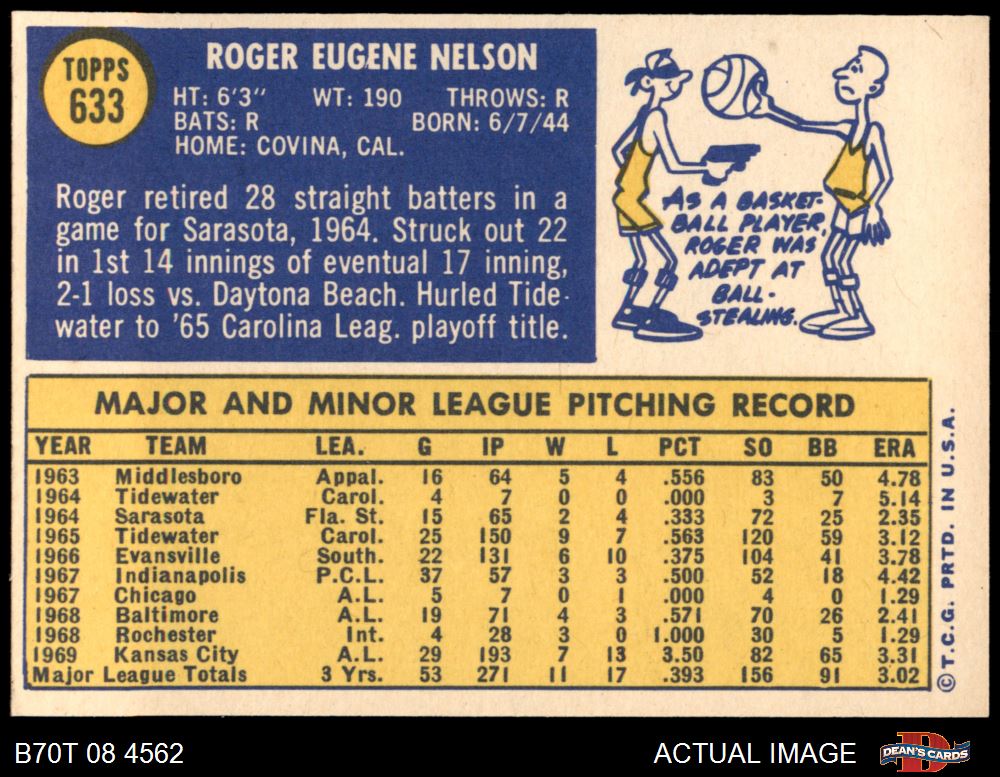 TOPPS
633
ROGER EUGENE NELSON
HT: 6'3" WT: 190 THROWS: R
BATS: R BORN: 6/7/44
HOME: COVINA, CAL.
Roger retired 28 straight batters in a
game for Sarasota, 1964. Struck out 22
in 1st 14 innings of eventual 17 inning,
2-1 loss vs. Daytona Beach. Hurled Tide-
water to '65 Carolina Leag. playoff title.
AS A BASKET-
BALL PLAYER,
ROGER WAS
ADEPT AT
BALL-
STEALING.
MAJOR AND MINOR LEAGUE PITCHING RECORD
YEAR TEAM LEA. G IP W L PCT SO BB ERA
1963 Middlesboro Appal. 16 64 5 4 .556 83 50 4.78
1964 Tidewater Carol. 4 7 0 0 .000 3 7 5.14
1964 Sarasota Fla. St. 15 65 2 4 .333 72 25 2.35
1965 Tidewater Carol. 25 150 9 7 .563 120 59 3.12
1966 Evansville South. 22 131 6 10 .375 104 41 3.78
1967 Indianapolis P.C.L. 37 57 3 3 .500 52 18 4.42
1967 Chicago A.L. 5 7 0 1 .000 4 0 1.29
1968 Baltimore A.L. 19 71 4 3 .571 70 26 2.41
1968 Rochester Int. 4 28 3 0 1.000 30 5 1.29
1969 Kansas City A.L. 29 193 7 13 3.50 82 65 3.31
Major League Totals 3 Yrs. 53 271 11 17 .393 156 91 3.02
© T.C.G. PRTD. IN U.S.A.
B70T 08 4562
ACTUAL IMAGE
D
DEAN'S CARDS